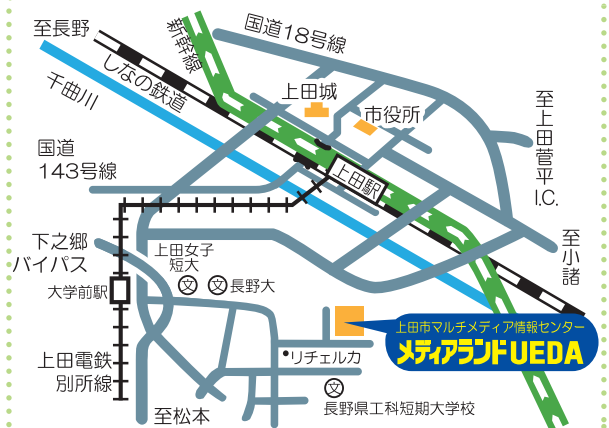 至長野
国道18号線
新幹線
しなの鉄道
千曲川
上田城
市役所
至上田菅平I.C.
国道
143号線
上田駅
下之郷
バイパス
上田女子
短大
文
文
長野大
至小諸
大学前駅
上田市マルチメディア情報センター
メディアランドUEDA
リチェルカ
上田電鉄
別所線
文
至松本
長野県工科短期大学校